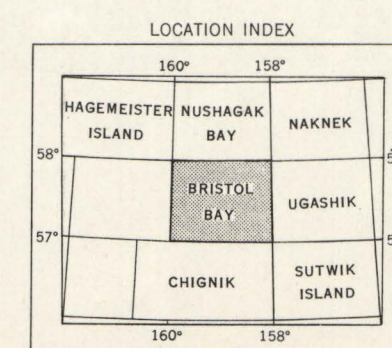 LOCATION INDEX
160° 158°
HAGEMEISTER ISLAND
NUSHAGAK BAY
NAKNEK
58°
BRISTOL BAY
UGASHIK
57°
CHIGNIK
SUTWIK ISLAND
160° 158°